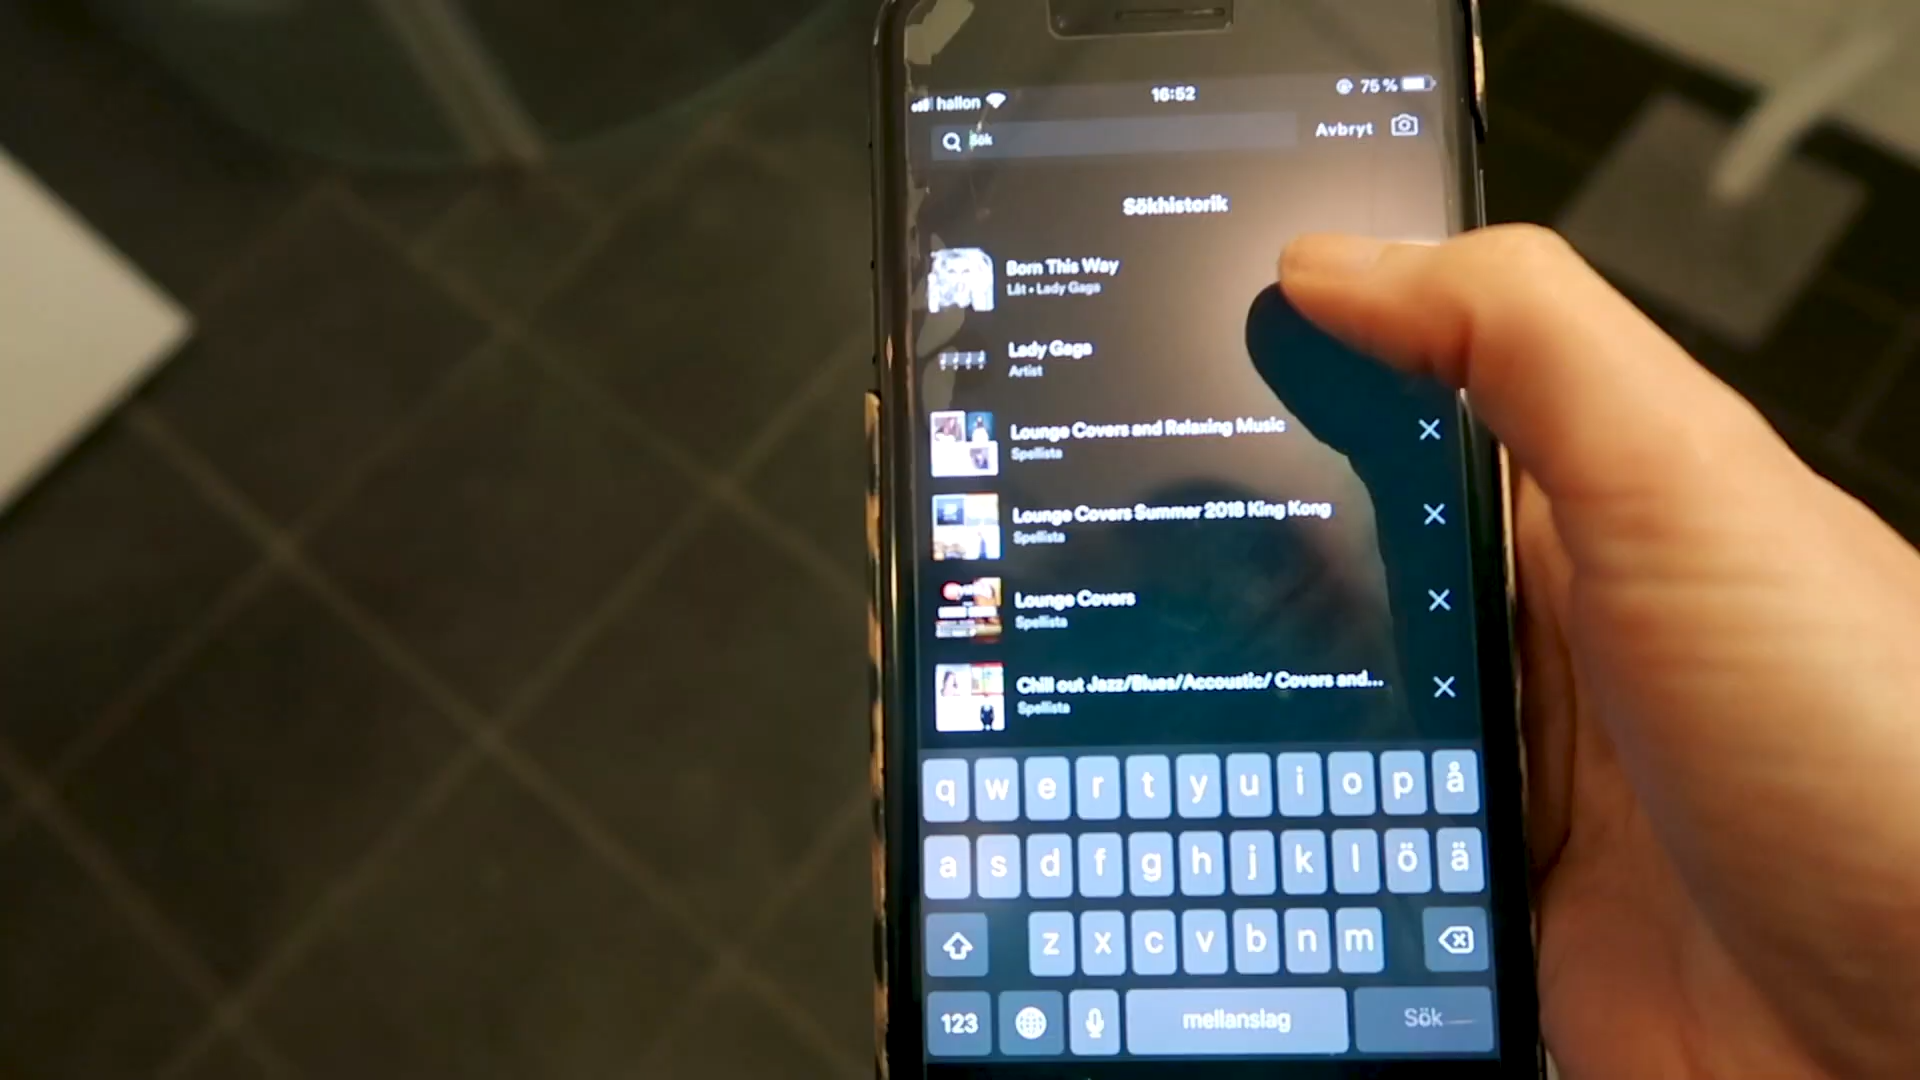 hallon 16:52 75 %
Sök Avbryt
Sökhistorik
Born This Way
Låt • Lady Gaga
Lady Gaga
Artist
Lounge Covers and Relaxing Music
Spellista
Lounge Covers Summer 2018 King Kong
Spellista
Lounge Covers
Spellista
Chill out Jazz/Blues/Accoustic/ Covers and...
Spellista
q w e r t y u i o p å
a s d f g h j k l ö ä
z x c v b n m
123 mellanslag Sök